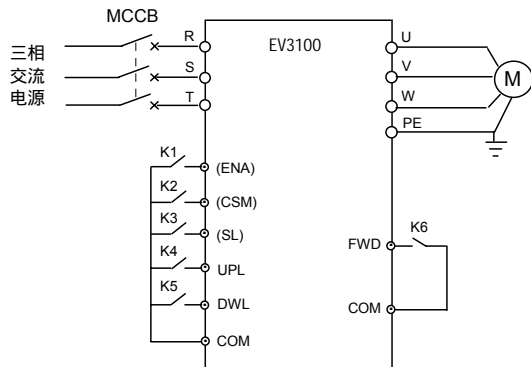 MCCB
三相
交流
电源
R
S
T
EV3100
U
V
W
PE
M
K1
(ENA)
K2
(CSM)
K3
(SL)
K4
UPL
K5
DWL
COM
FWD
K6
COM